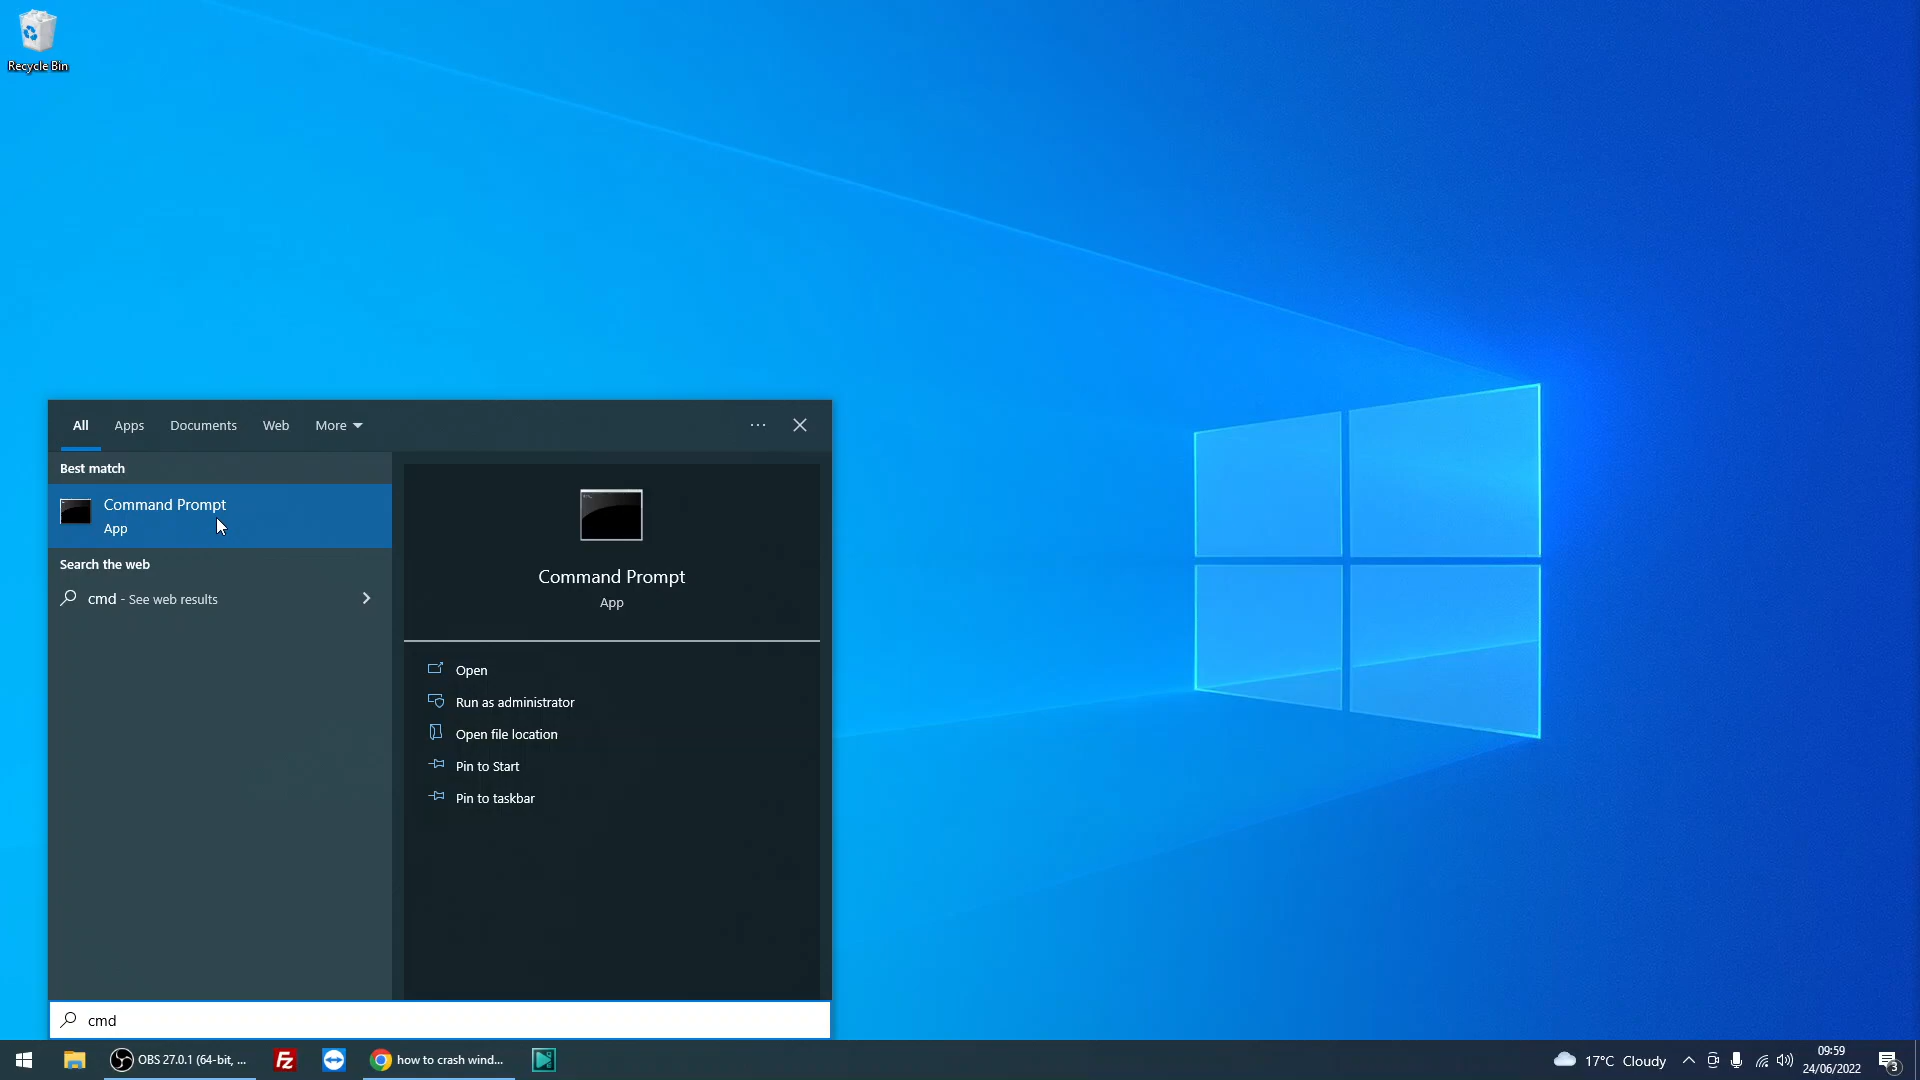 Recycle Bin
All Apps Documents Web More
Best match
Command Prompt
App
Search the web
cmd - See web results
Command Prompt
App
Open
Run as administrator
Open file location
Pin to Start
Pin to taskbar
cmd
OBS 27.0.1 (64-bit, ...
Fz
how to crash wind...
17°C Cloudy
09:59
24/06/2022
3